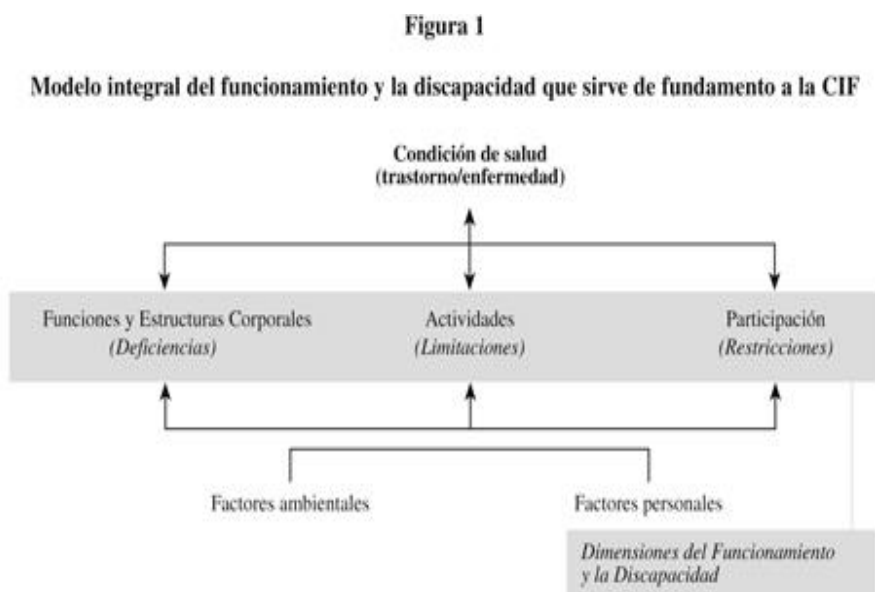 Figura 1
Modelo integral del funcionamiento y la discapacidad que sirve de fundamento a la CIF
Condición de salud
(trastorno/enfermedad)
Funciones y Estructuras Corporales
(Deficiencias)
Actividades
(Limitaciones)
Participación
(Restricciones)
Factores ambientales
Factores personales
Dimensiones del Funcionamiento
y la Discapacidad